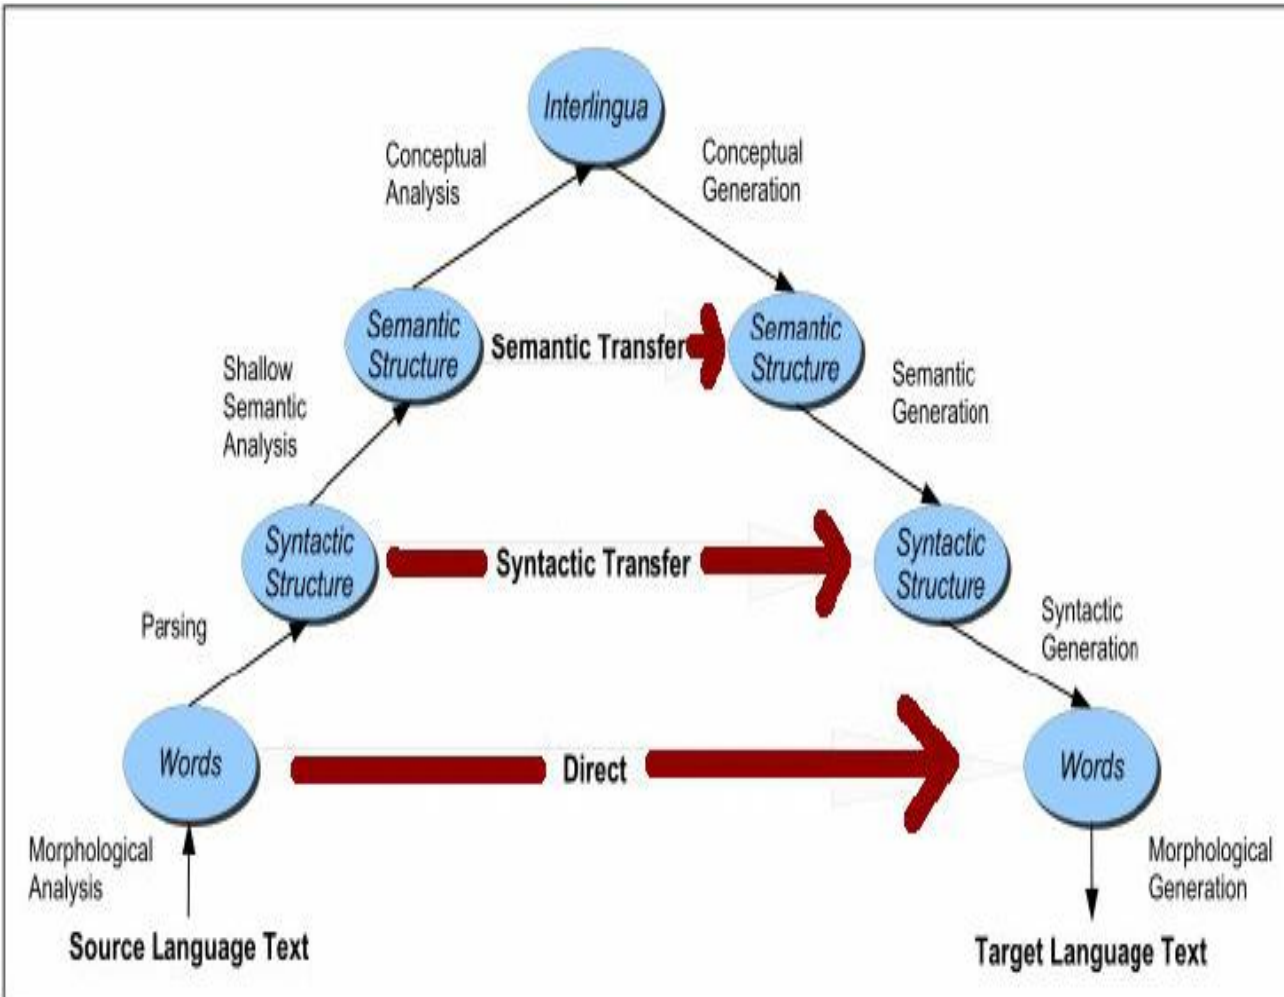 Interlingua
Conceptual
Analysis
Conceptual
Generation
Semantic
Structure
Semantic Transfer
Semantic
Structure
Shallow
Semantic
Analysis
Semantic
Generation
Syntactic
Structure
Syntactic Transfer
Syntactic
Structure
Parsing
Syntactic
Generation
Words
Direct
Words
Morphological
Analysis
Morphological
Generation
Source Language Text
Target Language Text